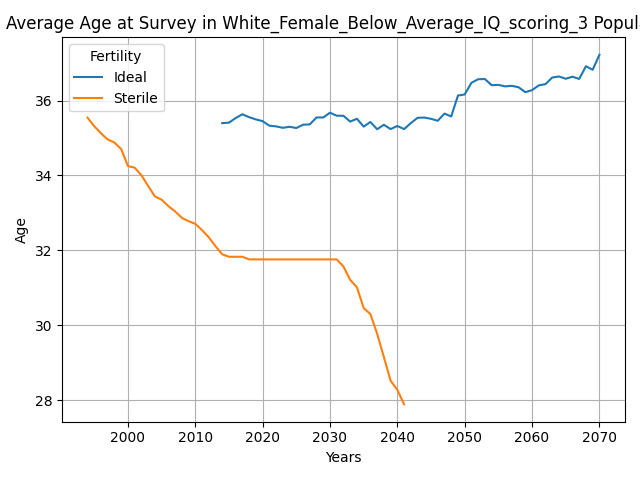 Average Age at Survey in White_Female_Below_Average_IQ_scoring_3 Popul
Fertility
Ideal
Sterile
36
34
32
30
28
Age
2000 2010 2020 2030 2040 2050 2060 2070
Years